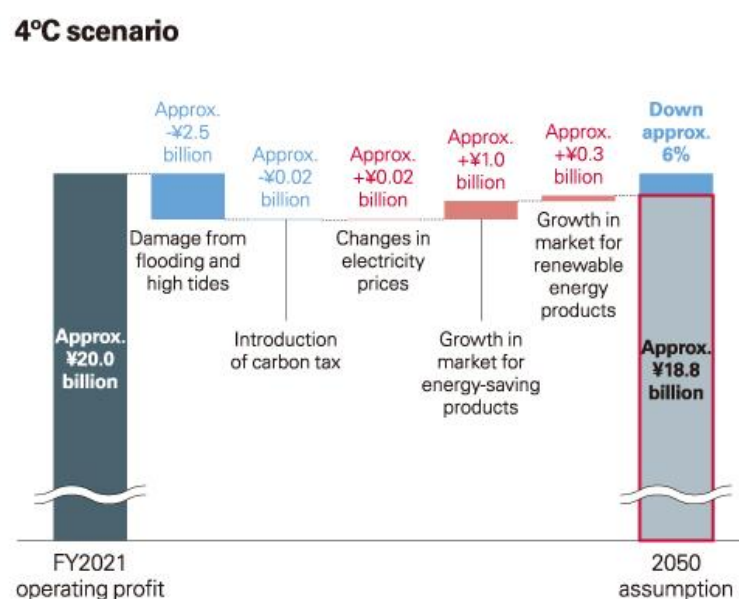 4°C scenario
Approx.
-¥2.5
billion
Approx.
-¥0.02
billion
Approx.
+¥0.02
billion
Approx.
+¥1.0
billion
Approx.
+¥0.3
billion
Down
approx.
6%
Damage from
flooding and
high tides
Introduction
of carbon tax
Changes in
electricity
prices
Growth in
market for
energy-saving
products
Growth in
market for
renewable
energy
products
Approx.
¥20.0
billion
Approx.
¥18.8
billion
FY2021
operating profit
2050
assumption